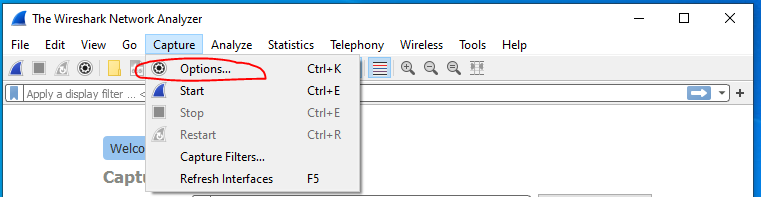 The Wireshark Network Analyzer
File Edit View Go Capture Analyze Statistics Telephony Wireless Tools Help
Options... Ctrl+K
Start Ctrl+E
Stop Ctrl+E
Restart Ctrl+R
Capture Filters...
Refresh Interfaces F5
Apply a display filter ... <
Welco
Captu